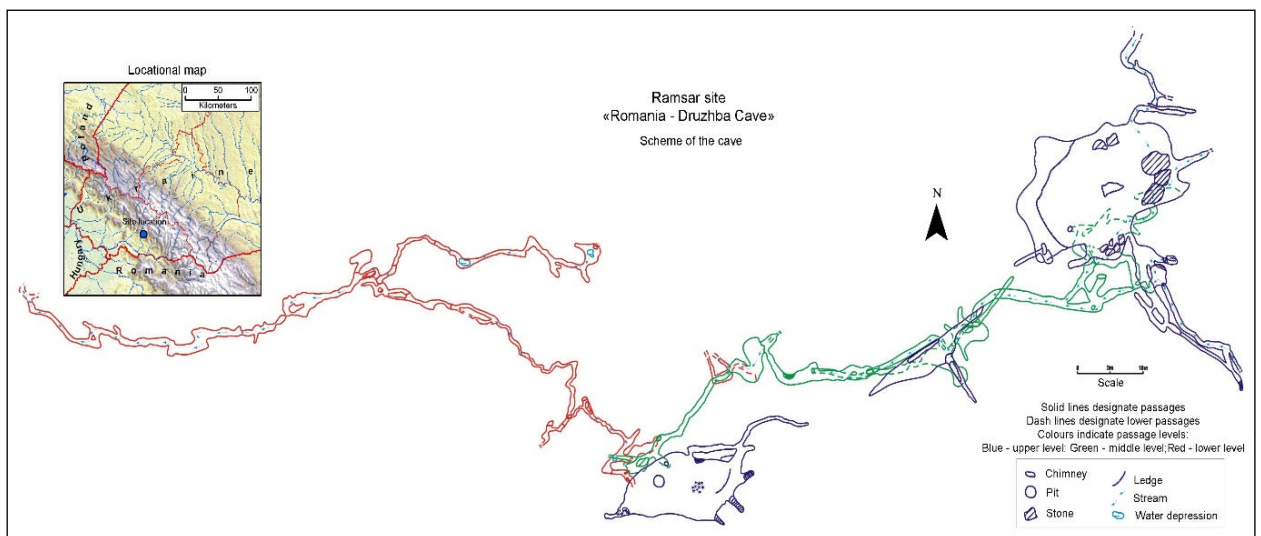 Locational map
0 50 100
Kilometers
Poland
Ukraine
Site location
Hungary
Romania
Ramsar site
«Romania - Druzhba Cave»
Scheme of the cave
N
Scale
Solid lines designate passages
Dash lines designate lower passages
Colours indicate passage levels:
Blue - upper level: Green - middle level;Red - lower level
Chimney
Pit
Stone
Ledge
Stream
Water depression